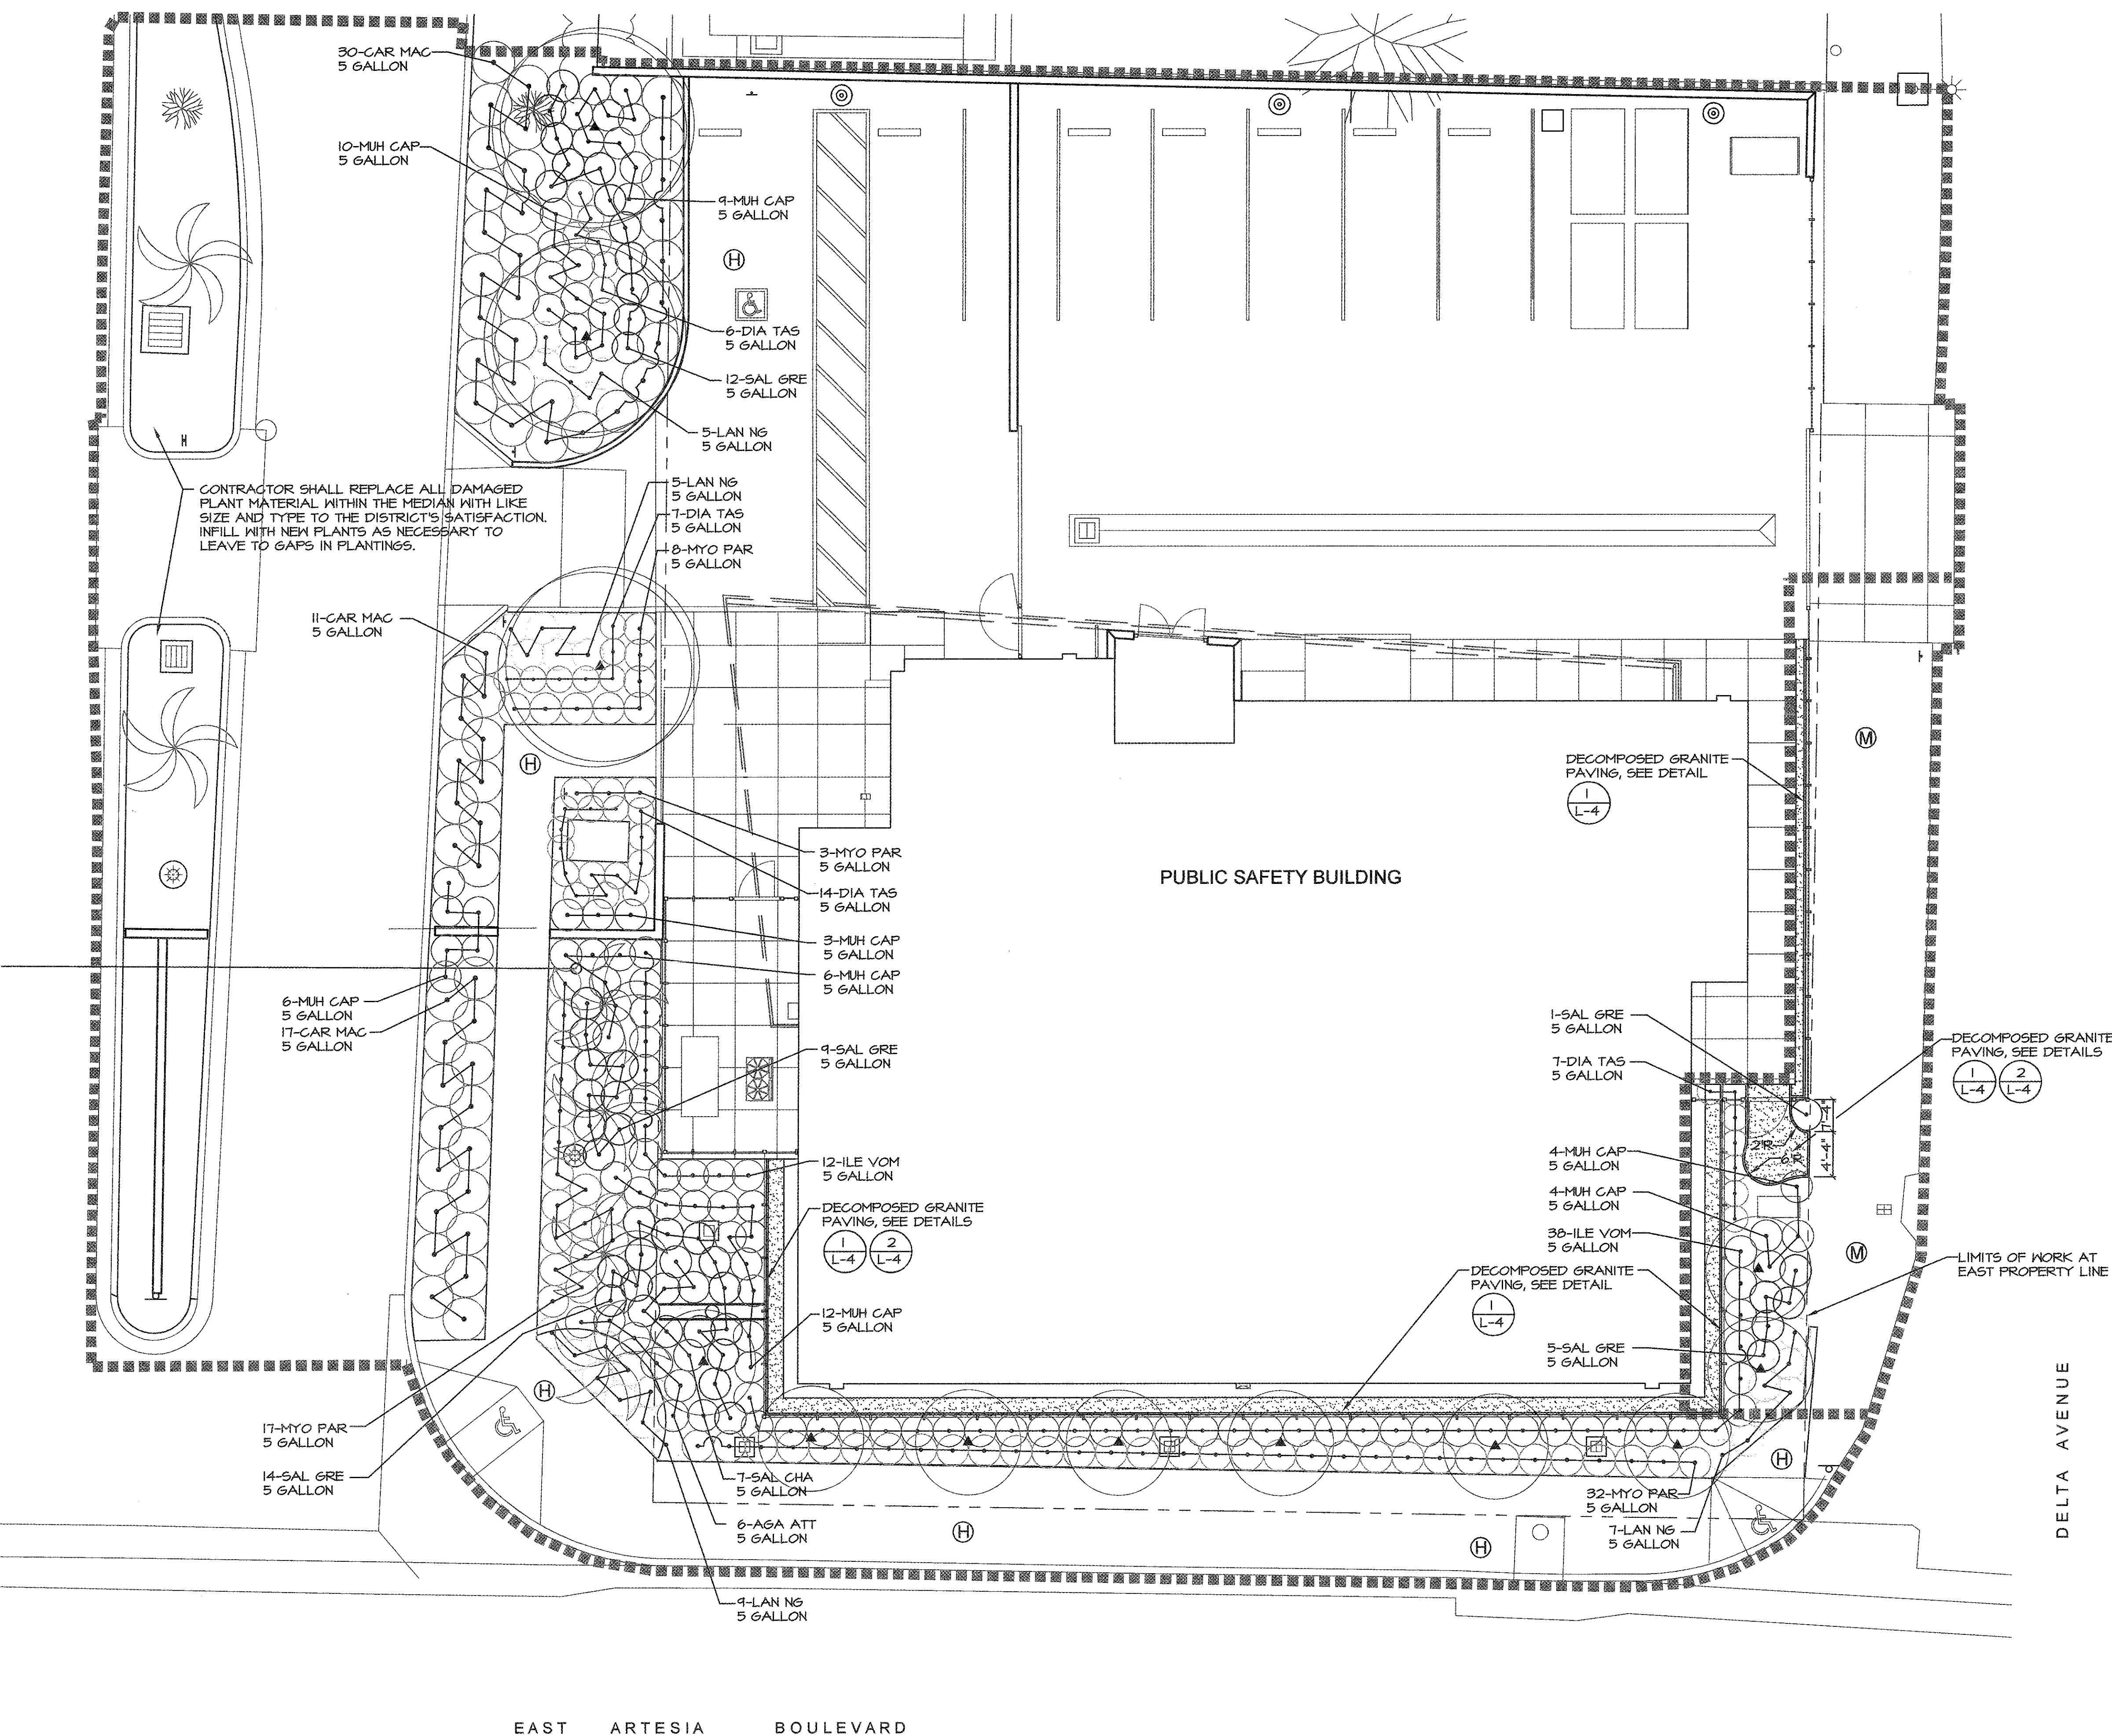 30-CAR MAC
5 GALLON
10-MUH CAP
5 GALLON
9-MUH CAP
5 GALLON
H
6-DIA TAS
5 GALLON
12-SAL GRE
5 GALLON
5-LAN NG
5 GALLON
H
CONTRACTOR SHALL REPLACE ALL DAMAGED
PLANT MATERIAL WITHIN THE MEDIAN WITH LIKE
SIZE AND TYPE TO THE DISTRICT'S SATISFACTION.
INFILL WITH NEW PLANTS AS NECESSARY TO
LEAVE TO GAPS IN PLANTINGS.
5-LAN NG
5 GALLON
7-DIA TAS
5 GALLON
8-MYO PAR
5 GALLON
11-CAR MAC
5 GALLON
H
M
DECOMPOSED GRANITE
PAVING, SEE DETAIL
1
L-4
3-MYO PAR
5 GALLON
14-DIA TAS
5 GALLON
PUBLIC SAFETY BUILDING
3-MUH CAP
5 GALLON
6-MUH CAP
5 GALLON
6-MUH CAP
5 GALLON
17-CAR MAC
5 GALLON
9-SAL GRE
5 GALLON
1-SAL GRE
5 GALLON
7-DIA TAS
5 GALLON
DECOMPOSED GRANITE
PAVING, SEE DETAILS
1
L-4
2
L-4
1'-4"
4'-4"
2'R
6'R
12-ILE VOM
5 GALLON
4-MUH CAP
5 GALLON
4-MUH CAP
5 GALLON
DECOMPOSED GRANITE
PAVING, SEE DETAILS
1
L-4
2
L-4
38-ILE VOM
5 GALLON
M
LIMITS OF WORK AT
EAST PROPERTY LINE
DECOMPOSED GRANITE
PAVING, SEE DETAIL
1
L-4
12-MUH CAP
5 GALLON
5-SAL GRE
5 GALLON
H
17-MYO PAR
5 GALLON
14-SAL GRE
5 GALLON
7-SAL CHA
5 GALLON
6-AGA ATT
5 GALLON
9-LAN NG
5 GALLON
H
H
H
32-MYO PAR
5 GALLON
7-LAN NG
5 GALLON
DELTA AVENUE
EAST ARTESIA BOULEVARD